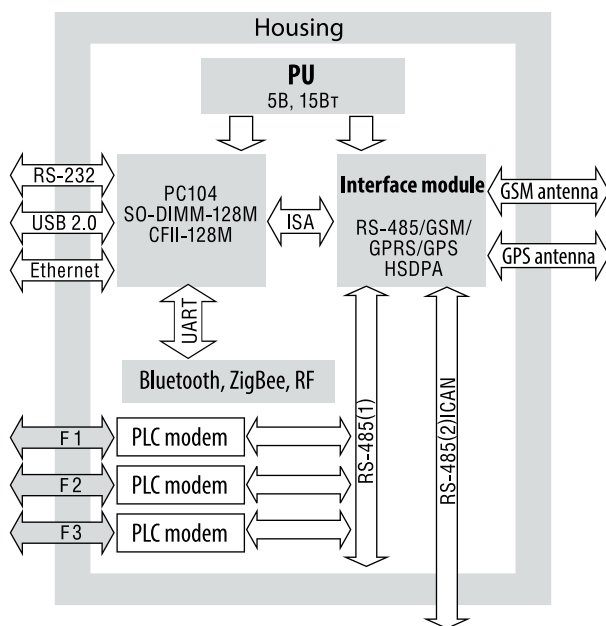 Housing
PU
5В, 15Вт
RS-232
USB 2.0
Ethernet
PC104
SO-DIMM-128M
CFII-128M
ISA
Interface module
RS-485/GSM/
GPRS/GPS
HSDPA
GSM antenna
GPS antenna
UART
Bluetooth, ZigBee, RF
F1
PLC modem
F2
PLC modem
F3
PLC modem
RS-485(1)
RS-485(2)ICAN